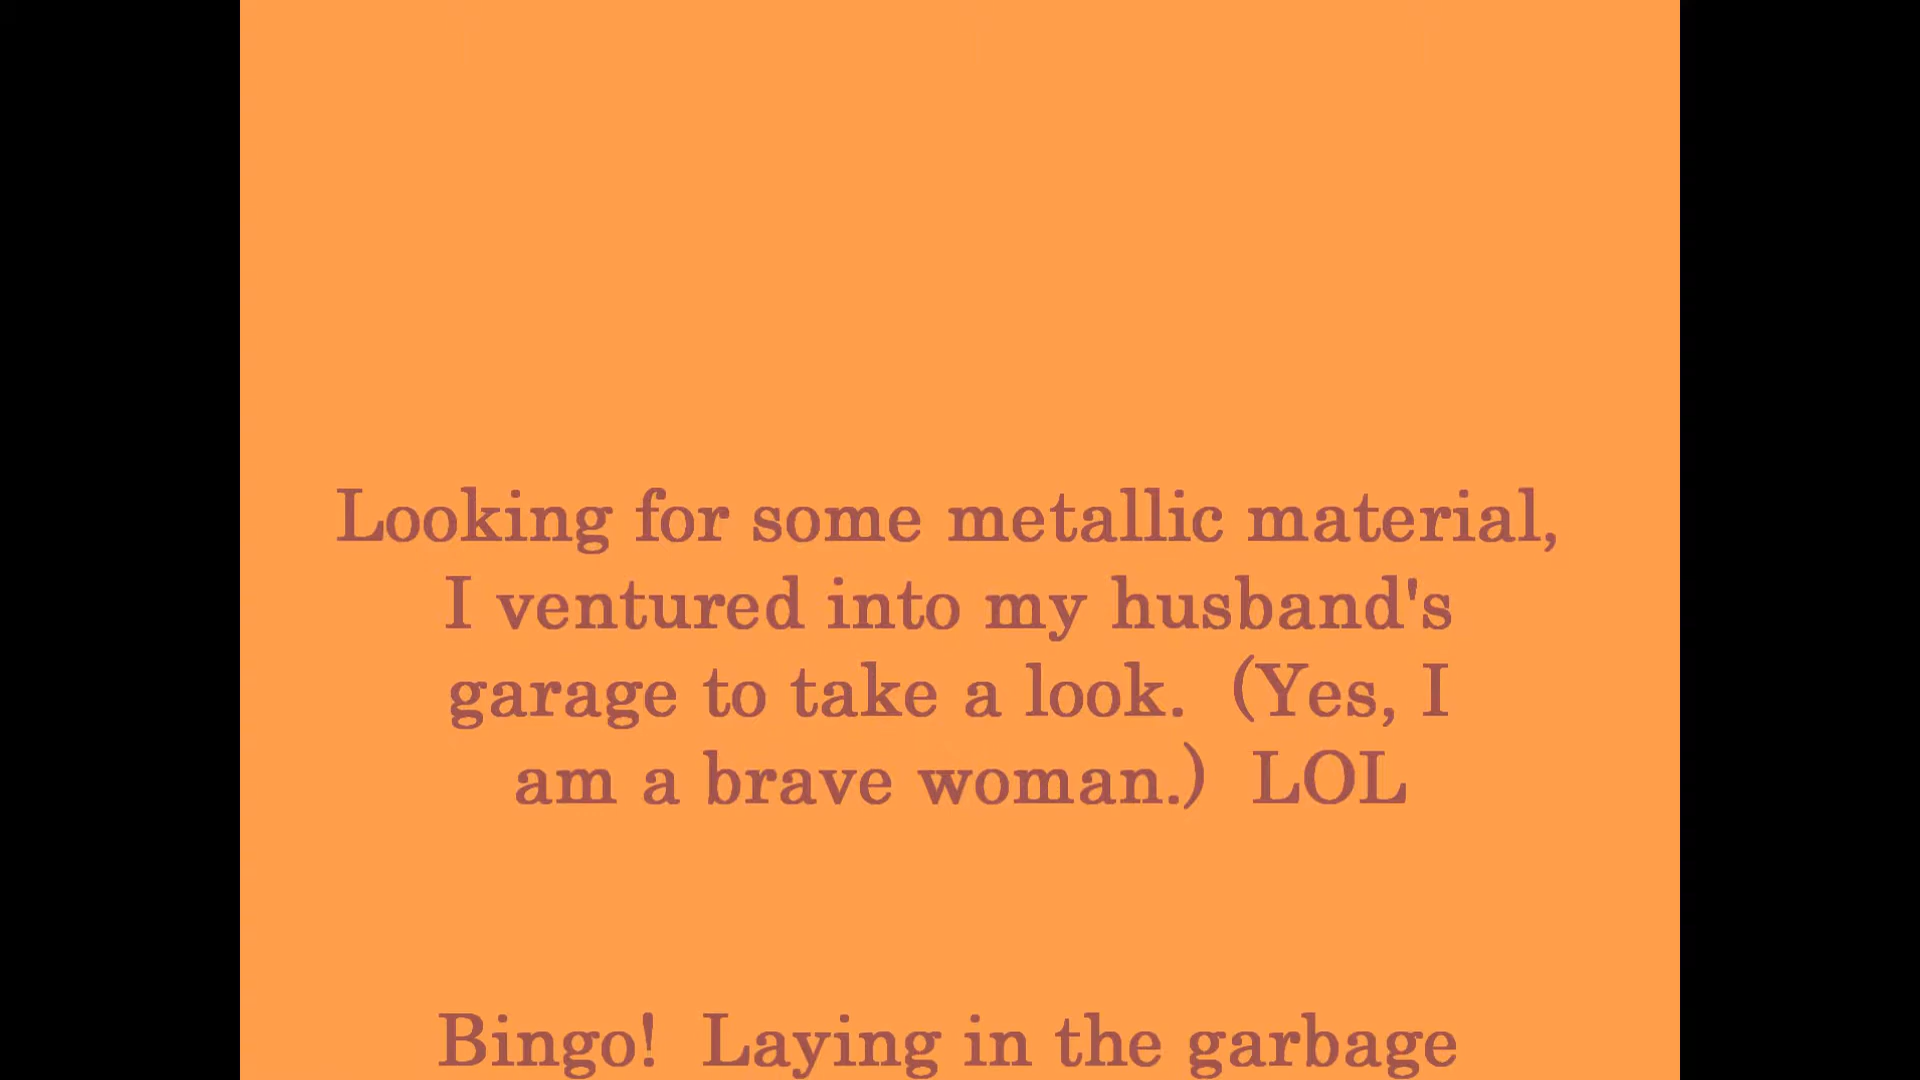 Looking for some metallic material,
I ventured into my husband's
garage to take a look.  (Yes, I
am a brave woman.)  LOL
Bingo!  Laying in the garbage